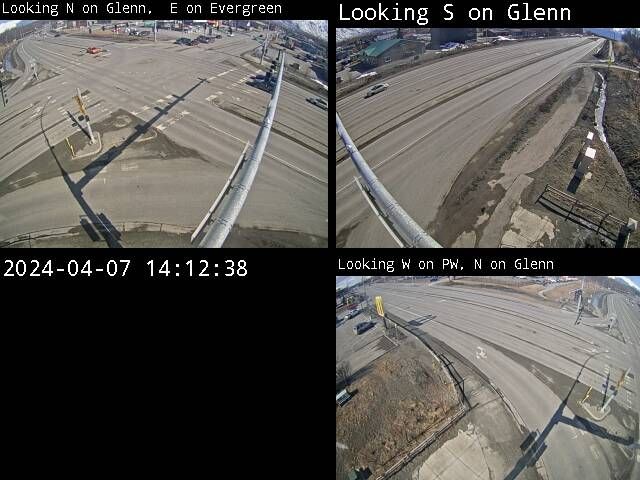 Looking N on Glenn, E on Evergreen
Looking S on Glenn
2024-04-07 14:12:38
Looking W on PW, N on Glenn